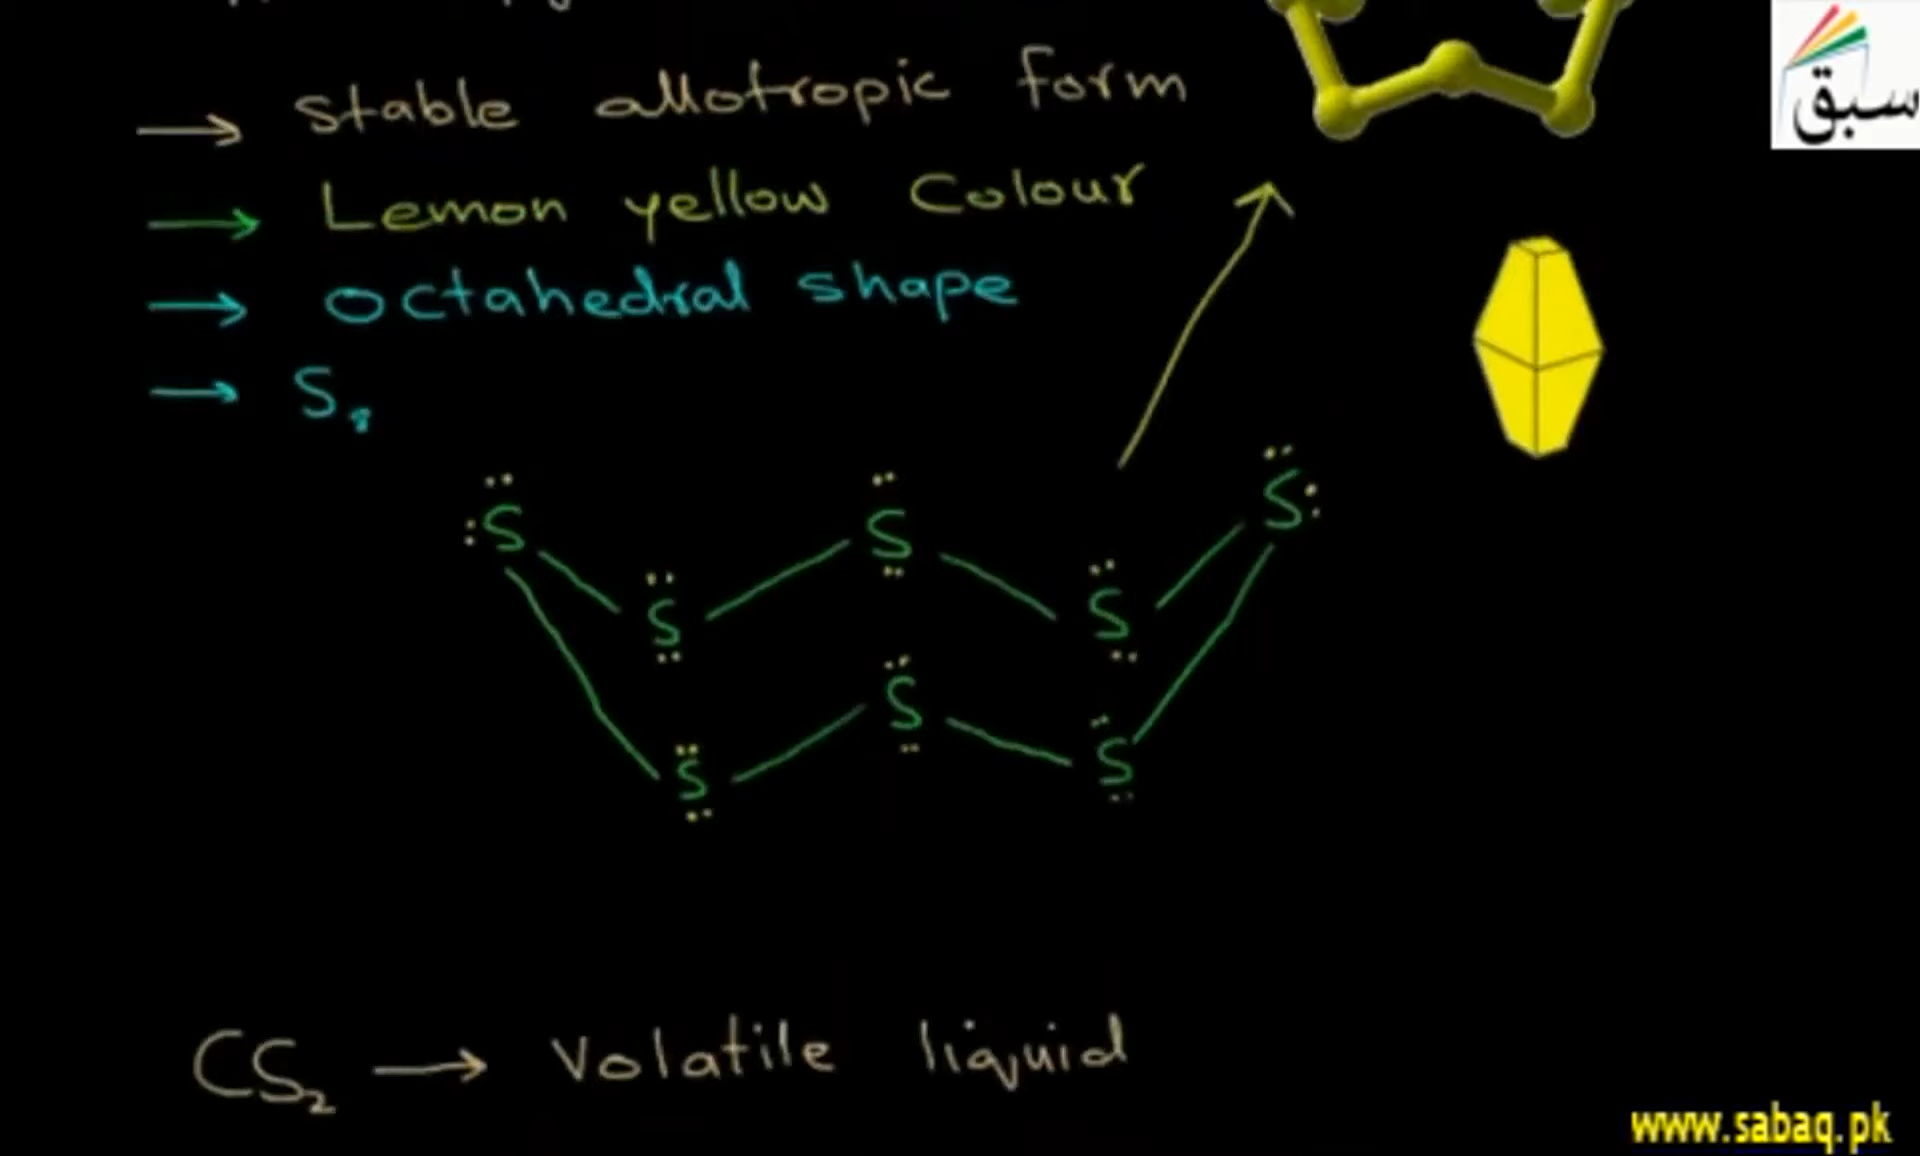 → Stable allotropic form
→ Lemon yellow Colour
→ Octahedral shape
→ S₈
S
S
S
S
S
S
S
S
CS₂ → Volatile liquid
سبق
www.sabaq.pk